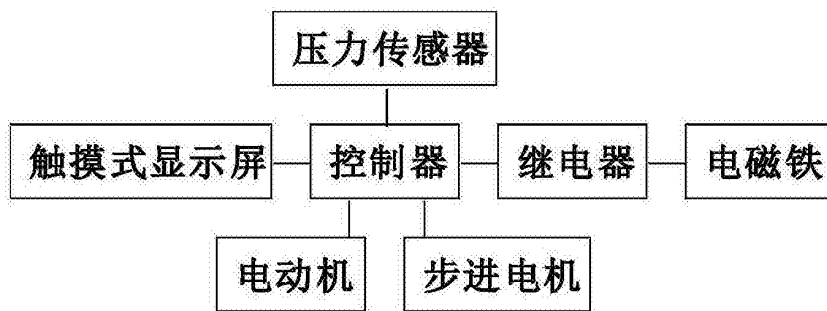 压力传感器
触摸式显示屏
控制器
继电器
电磁铁
电动机
步进电机